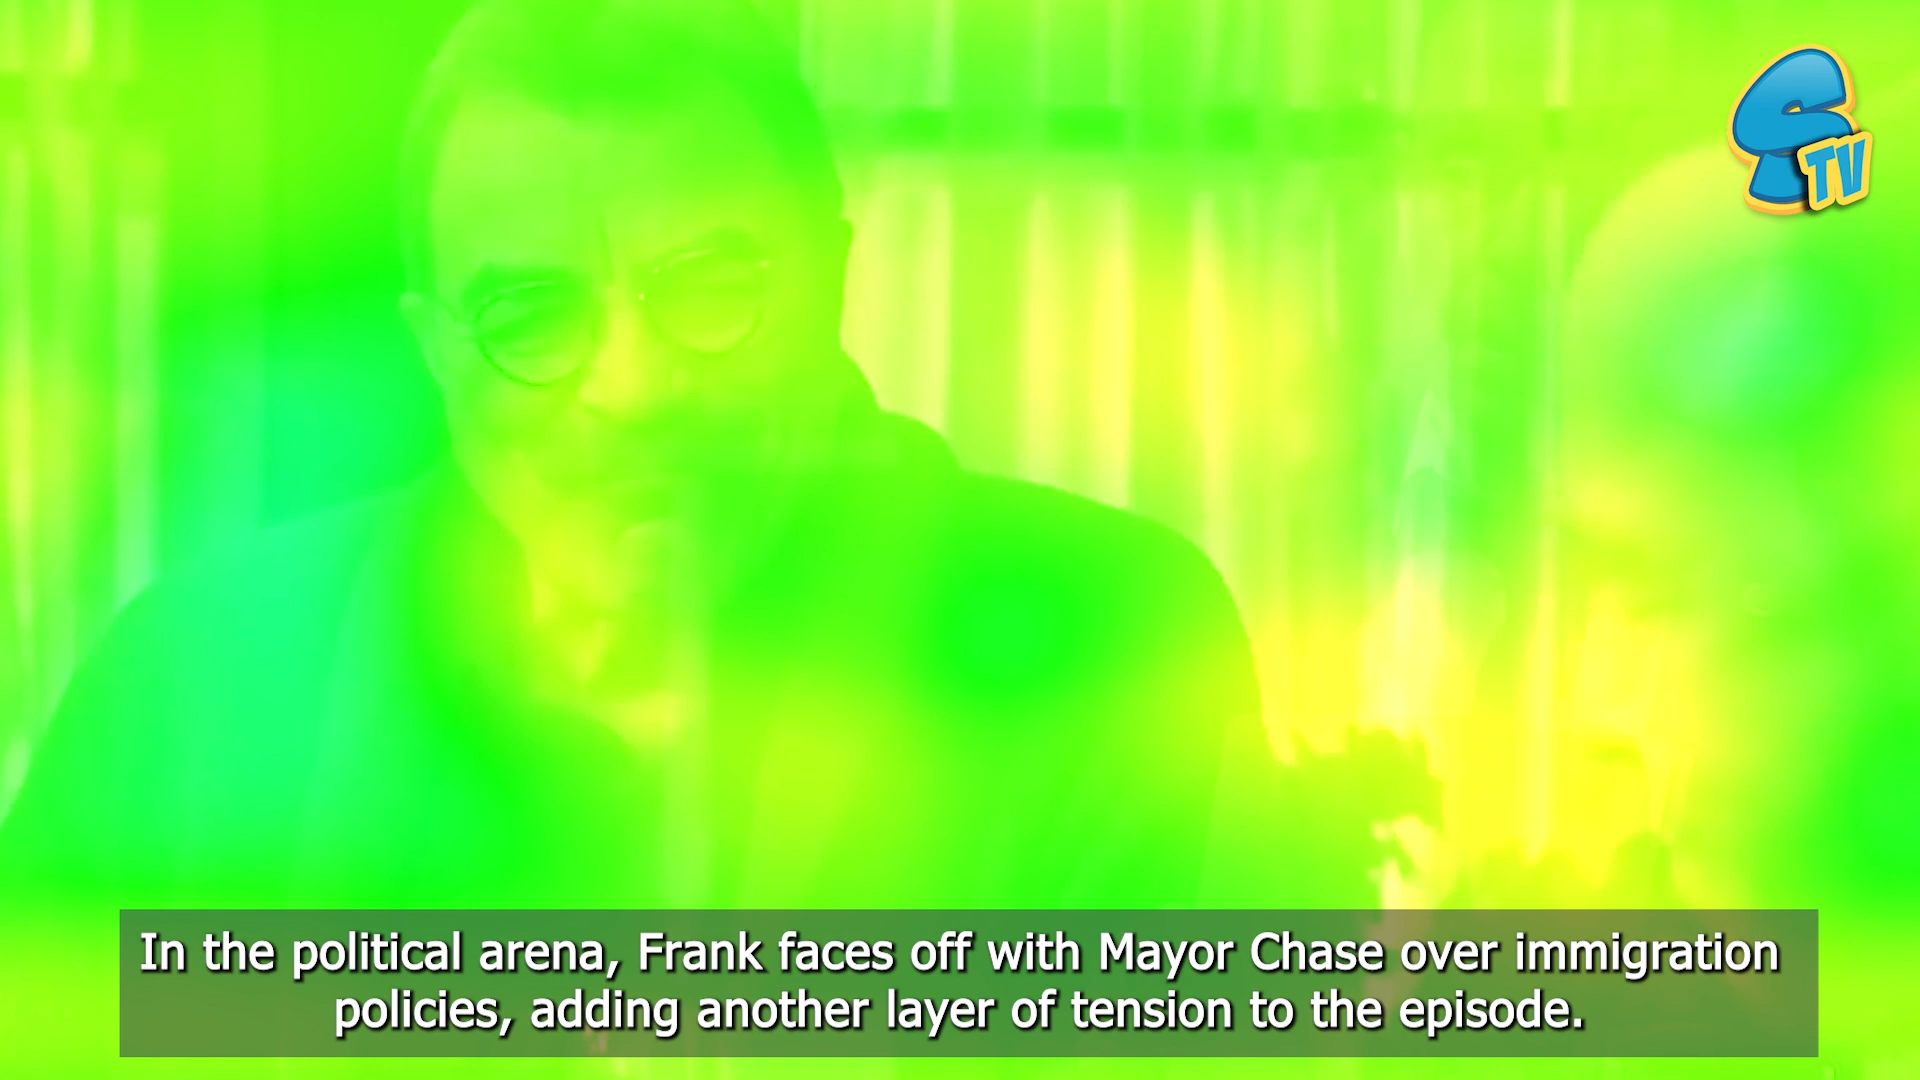 TV
In the political arena, Frank faces off with Mayor Chase over immigration
policies, adding another layer of tension to the episode.